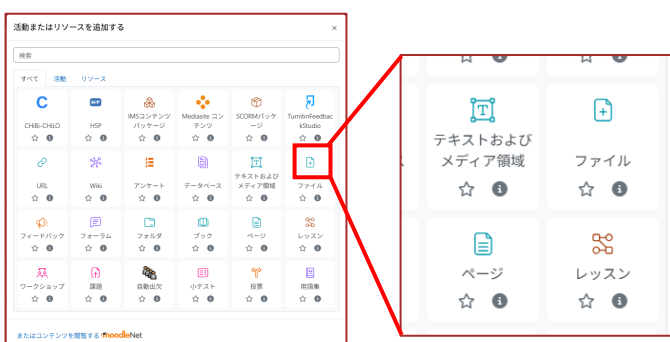 活動またはリソースを追加する ×
検索
すべて 活動 リソース
CHiBi-CHiLO H5P IMSコンテンツパッケージ Mediasite コンテンツ SCORMパッケージ TurnitinFeedbackStudio
URL Wiki アンケート データベース テキストおよびメディア領域 ファイル
フィードバック フォーラム フォルダ ブック ページ レッスン
ワークショップ 課題 自動出欠 小テスト 投票 用語集
またはコンテンツを閲覧する moodleNet
テキストおよび
メディア領域 ファイル
ページ レッスン